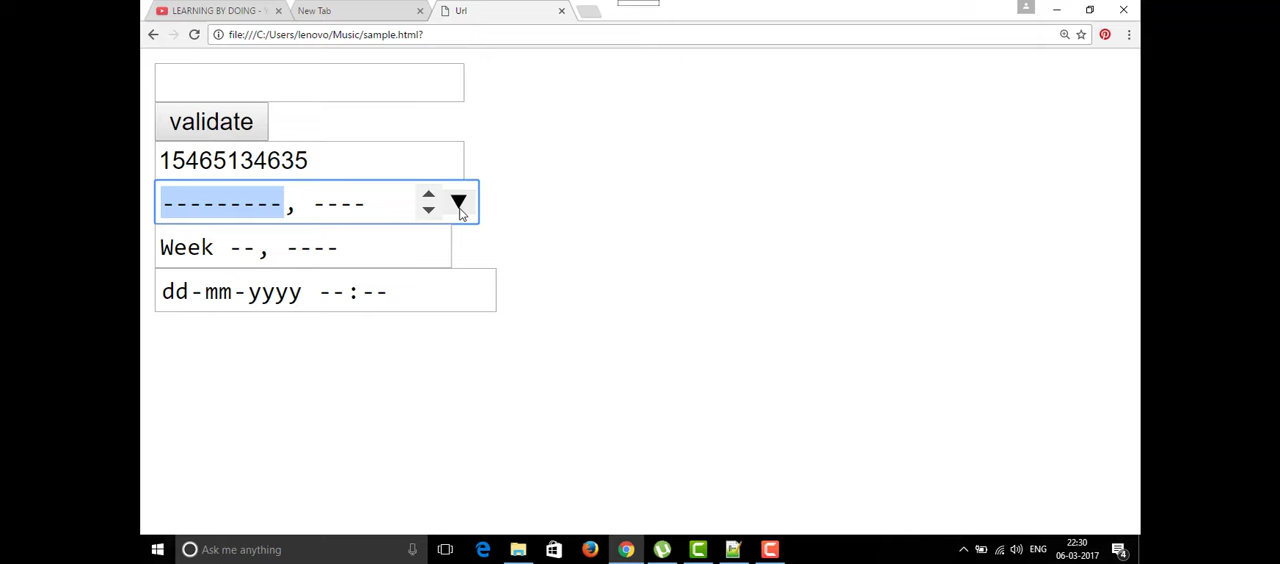 LEARNING BY DOING - Y
New Tab
Url
file:///C:/Users/lenovo/Music/sample.html?
validate
15465134635
---------, ----
Week --, ----
dd-mm-yyyy --:--
Ask me anything
ENG
22:30
06-03-2017
4